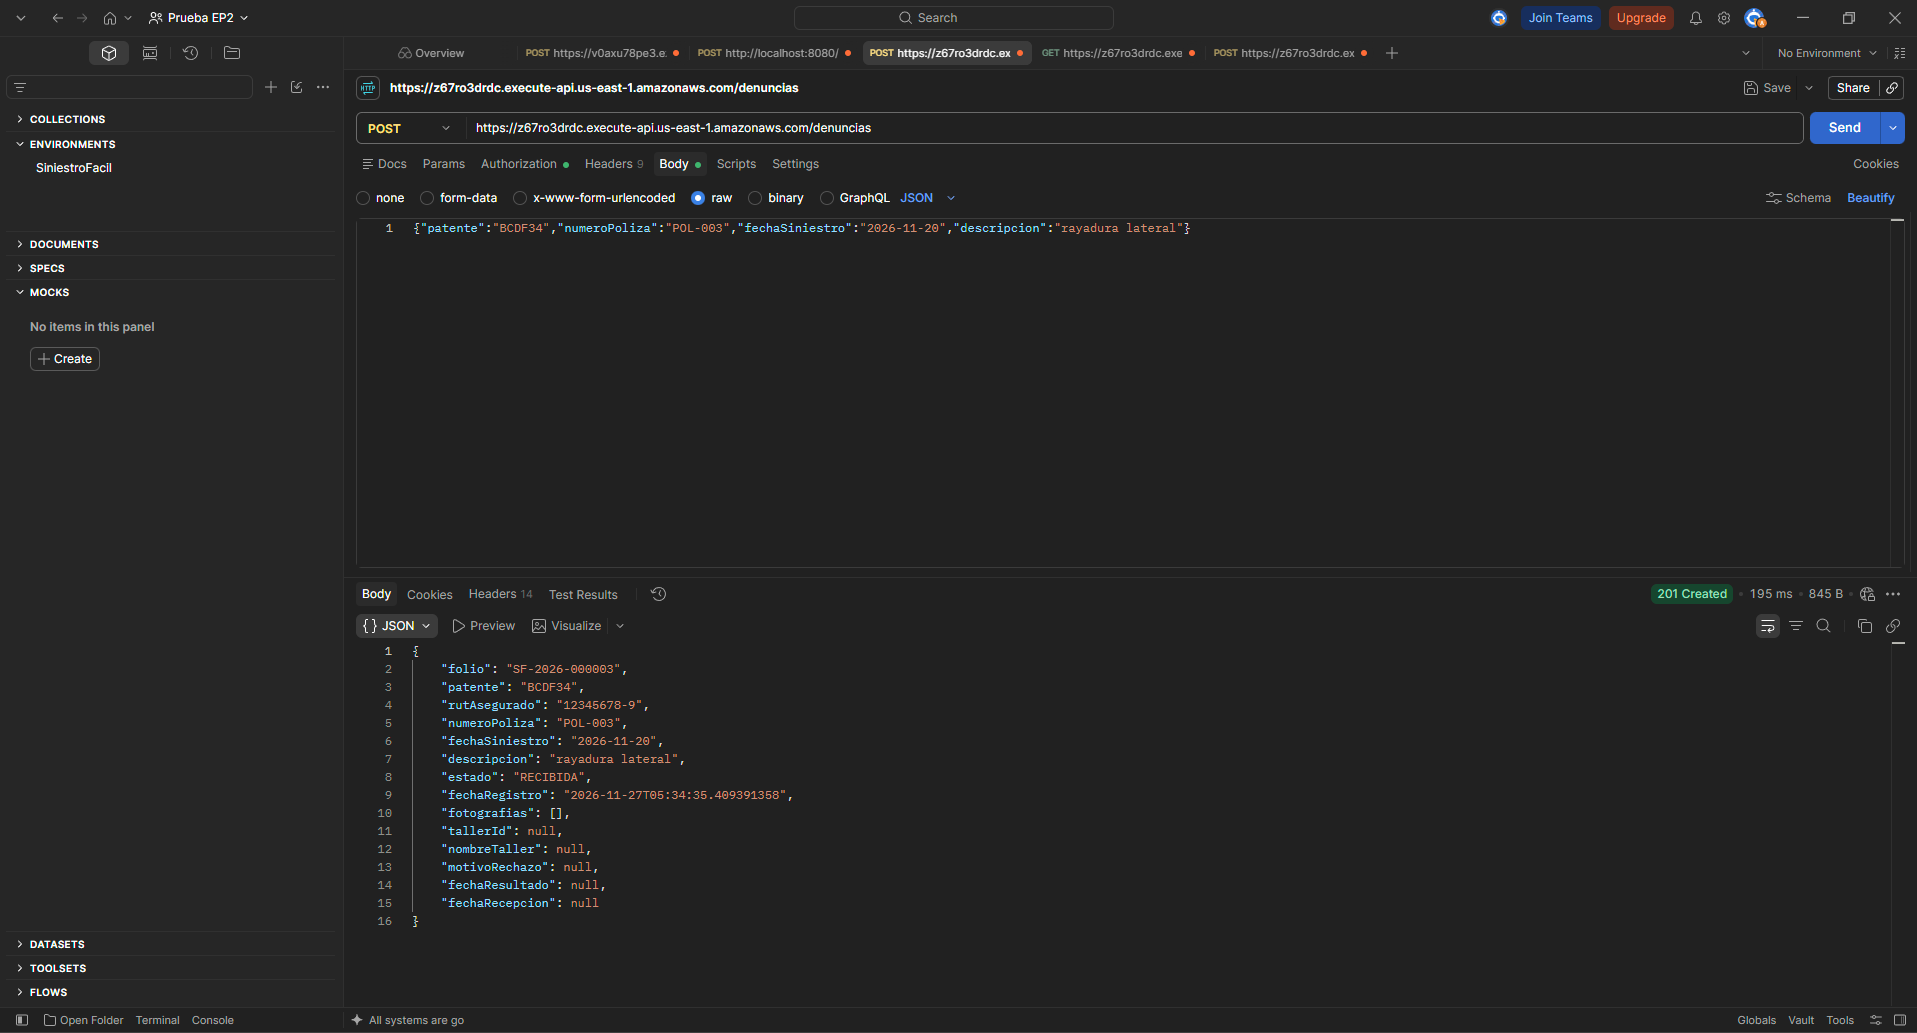 Prueba EP2
Search
Join Teams
Upgrade
Overview
POST https://v0axu78pe3.e.
POST http://localhost:8080/
POST https://z67ro3drdc.ex
GET https://z67ro3drdc.exe
POST https://z67ro3drdc.ex
No Environment
HTTP https://z67ro3drdc.execute-api.us-east-1.amazonaws.com/denuncias
Save
Share
COLLECTIONS
ENVIRONMENTS
SiniestroFacil
DOCUMENTS
SPECS
MOCKS
No items in this panel
Create
POST https://z67ro3drdc.execute-api.us-east-1.amazonaws.com/denuncias
Send
Docs Params Authorization Headers 9 Body Scripts Settings
Cookies
none form-data x-www-form-urlencoded raw binary GraphQL JSON
Schema Beautify
1 {"patente":"BCDF34","numeroPoliza":"POL-003","fechaSiniestro":"2026-11-20","descripcion":"rayadura lateral"}
Body Cookies Headers 14 Test Results
201 Created 195 ms 845 B
{} JSON Preview Visualize
1 {
2 "folio": "SF-2026-000003",
3 "patente": "BCDF34",
4 "rutAsegurado": "12345678-9",
5 "numeroPoliza": "POL-003",
6 "fechaSiniestro": "2026-11-20",
7 "descripcion": "rayadura lateral",
8 "estado": "RECIBIDA",
9 "fechaRegistro": "2026-11-27T05:34:35.409391358",
10 "fotografias": [],
11 "tallerId": null,
12 "nombreTaller": null,
13 "motivoRechazo": null,
14 "fechaResultado": null,
15 "fechaRecepcion": null
16 }
DATASETS
TOOLSETS
FLOWS
Open Folder Terminal Console
All systems are go
Globals Vault Tools